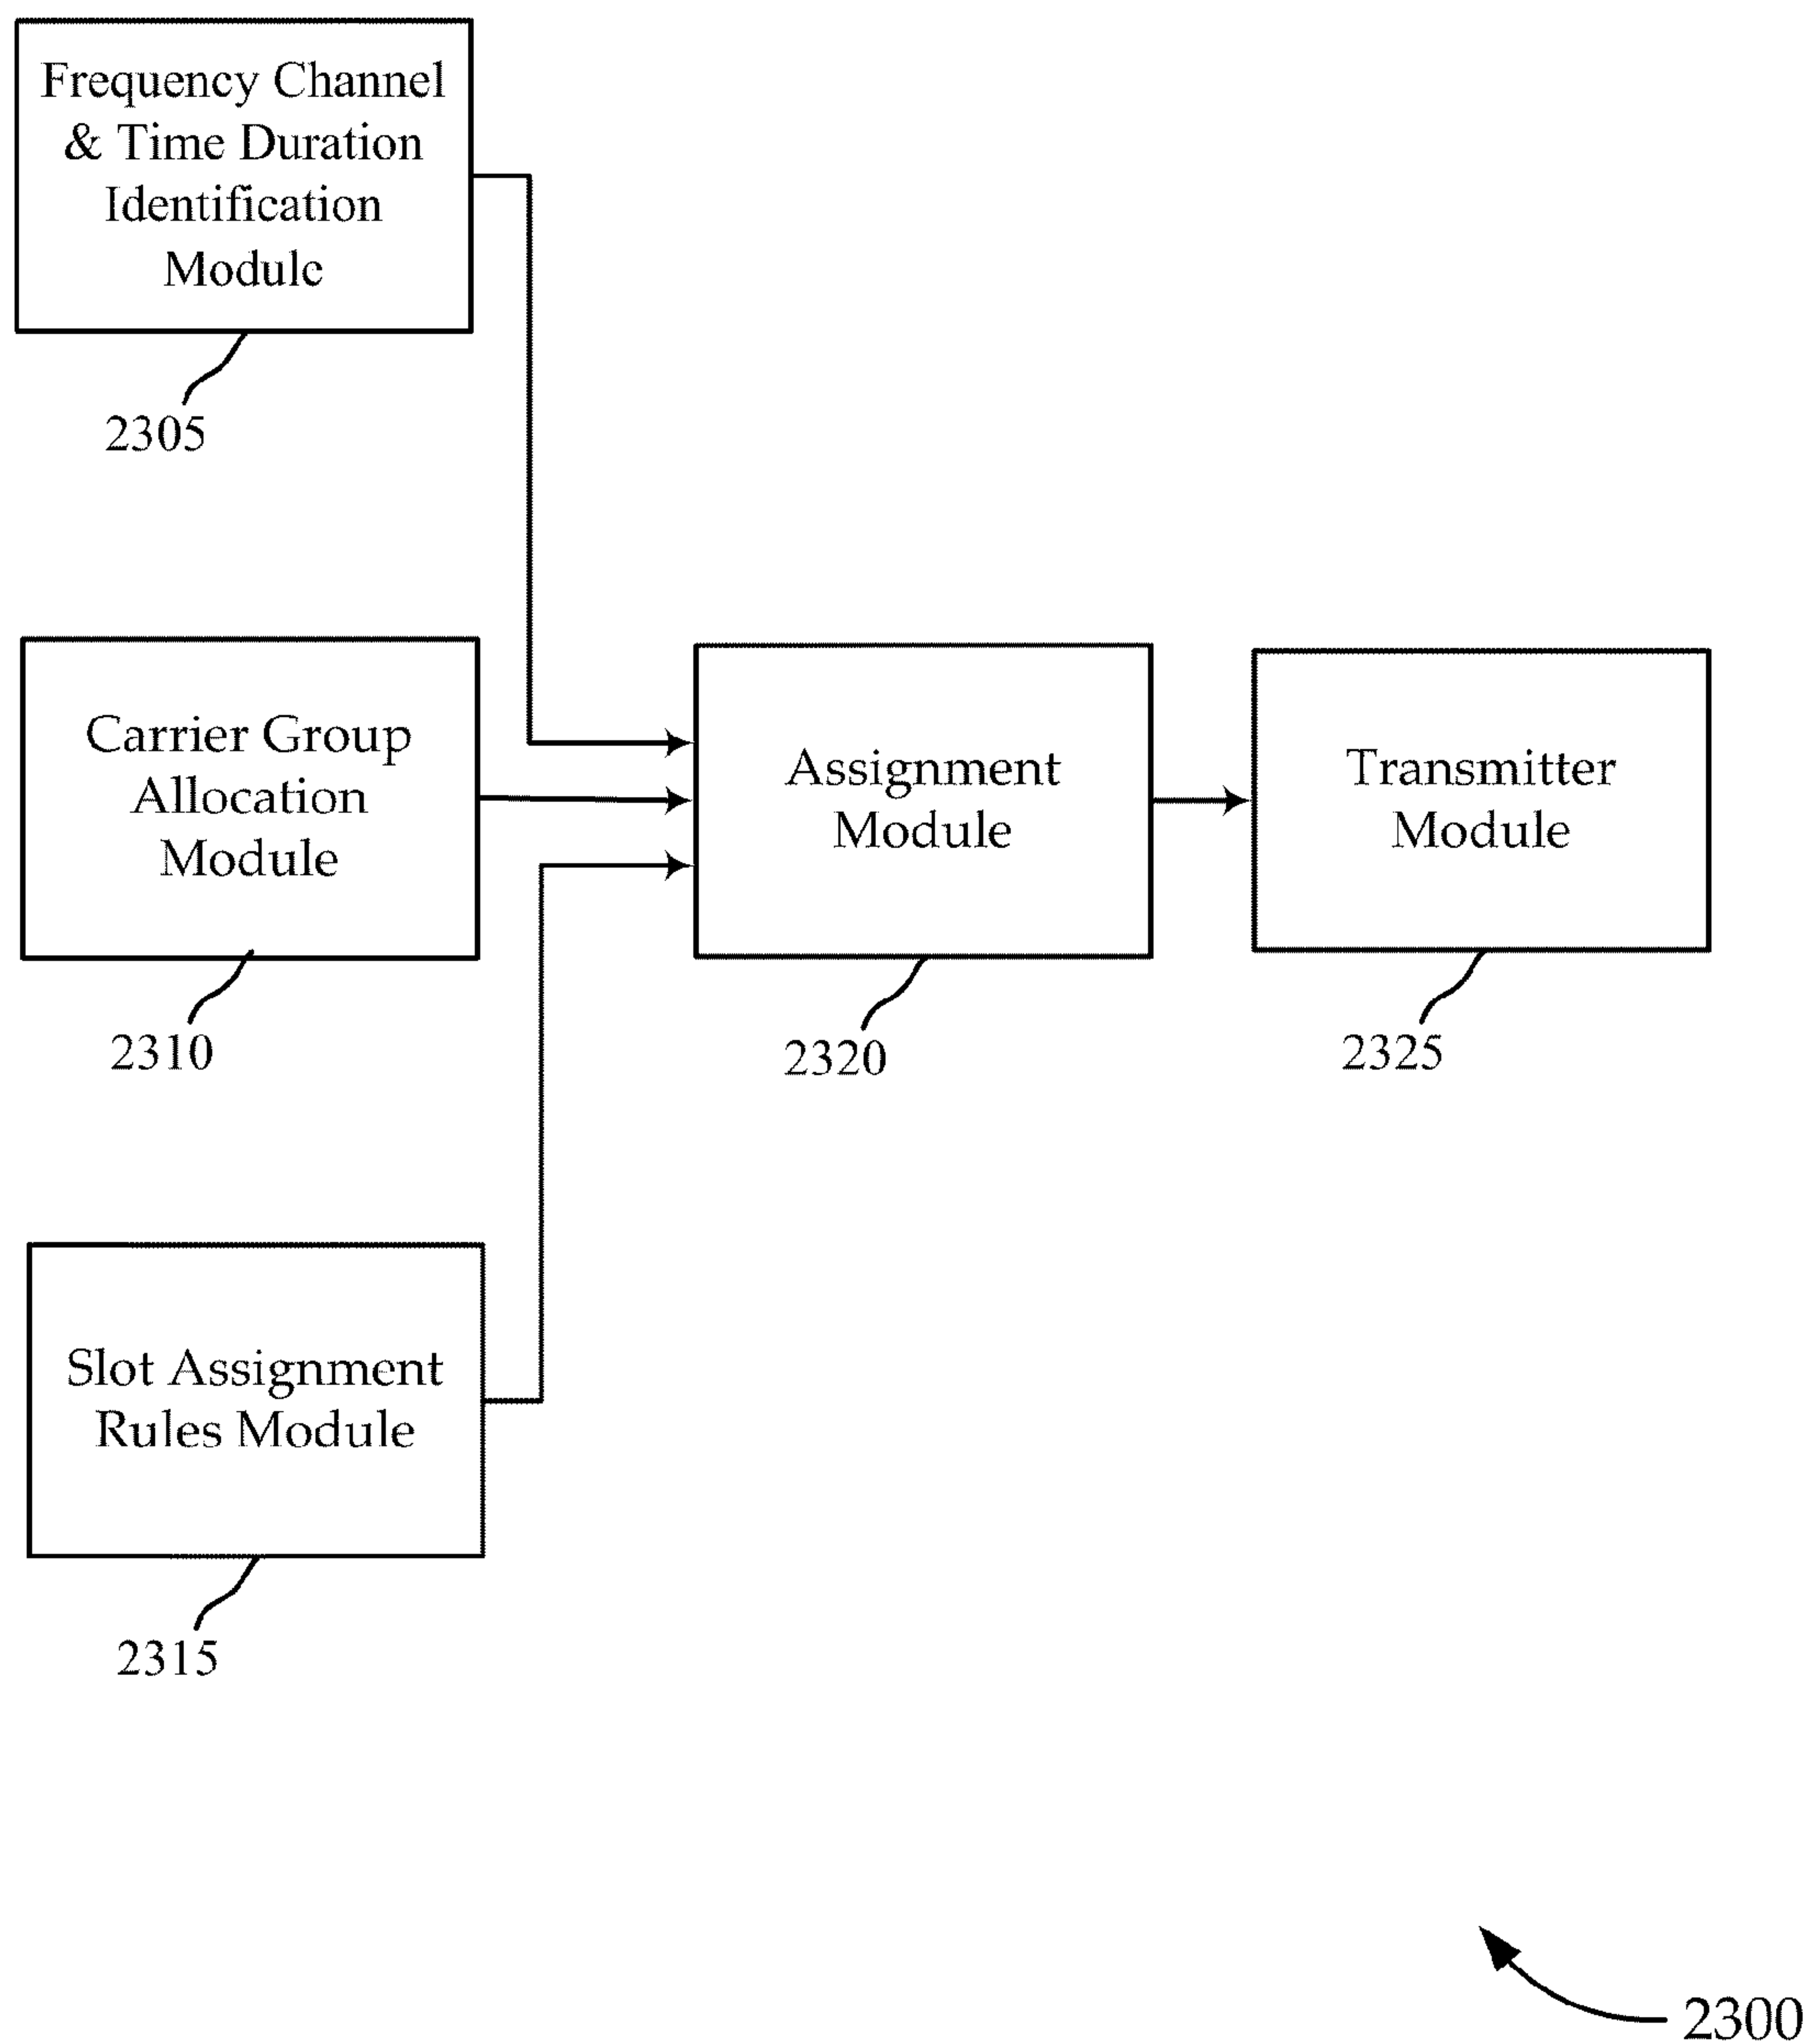 Frequency Channel
& Time Duration
Identification
Module
2305
Carrier Group
Allocation
Module
2310
Assignment
Module
2320
Transmitter
Module
2325
Slot Assignment
Rules Module
2315
2300